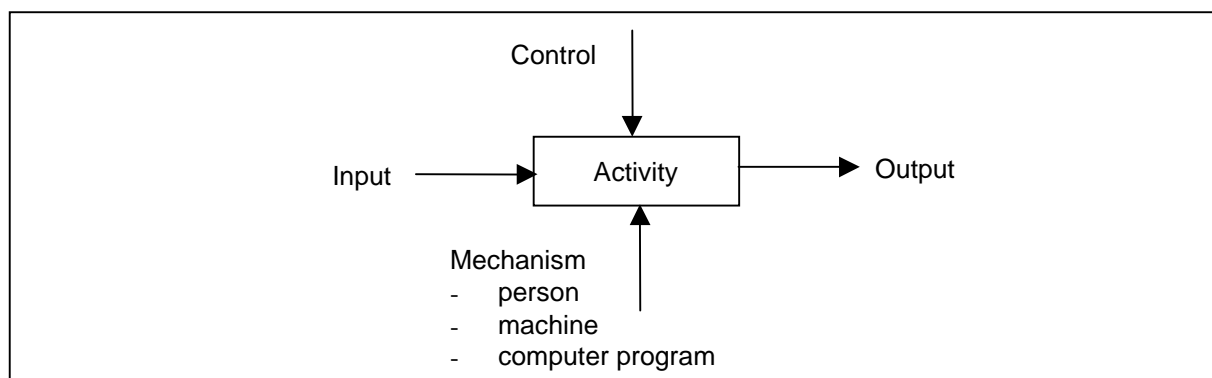 Control
Input
Activity
Output
Mechanism
- person
- machine
- computer program